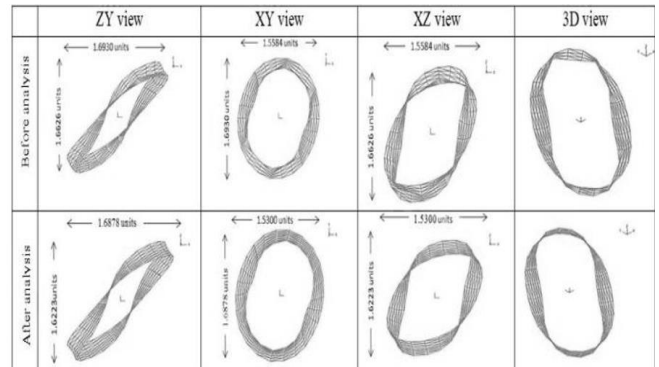 ZY view XY view XZ view 3D view
Before analysis
1.6930 units
1.6626 units
1.5584 units
1.6930 units
1.5584 units
1.6626 units
After analysis
1.6878 units
1.6223 units
1.5300 units
1.6878 units
1.5300 units
1.6223 units